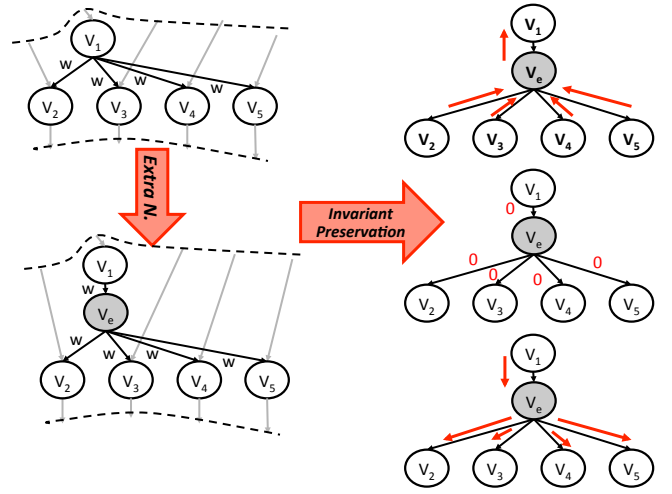 V1
w w w w
V2 V3 V4 V5
Extra N.
V1
w
Ve
w w w w
V2 V3 V4 V5
Invariant
Preservation
V1
Ve
V2 V3 V4 V5
V1
0
Ve
0 0 0 0
V2 V3 V4 V5
V1
Ve
V2 V3 V4 V5